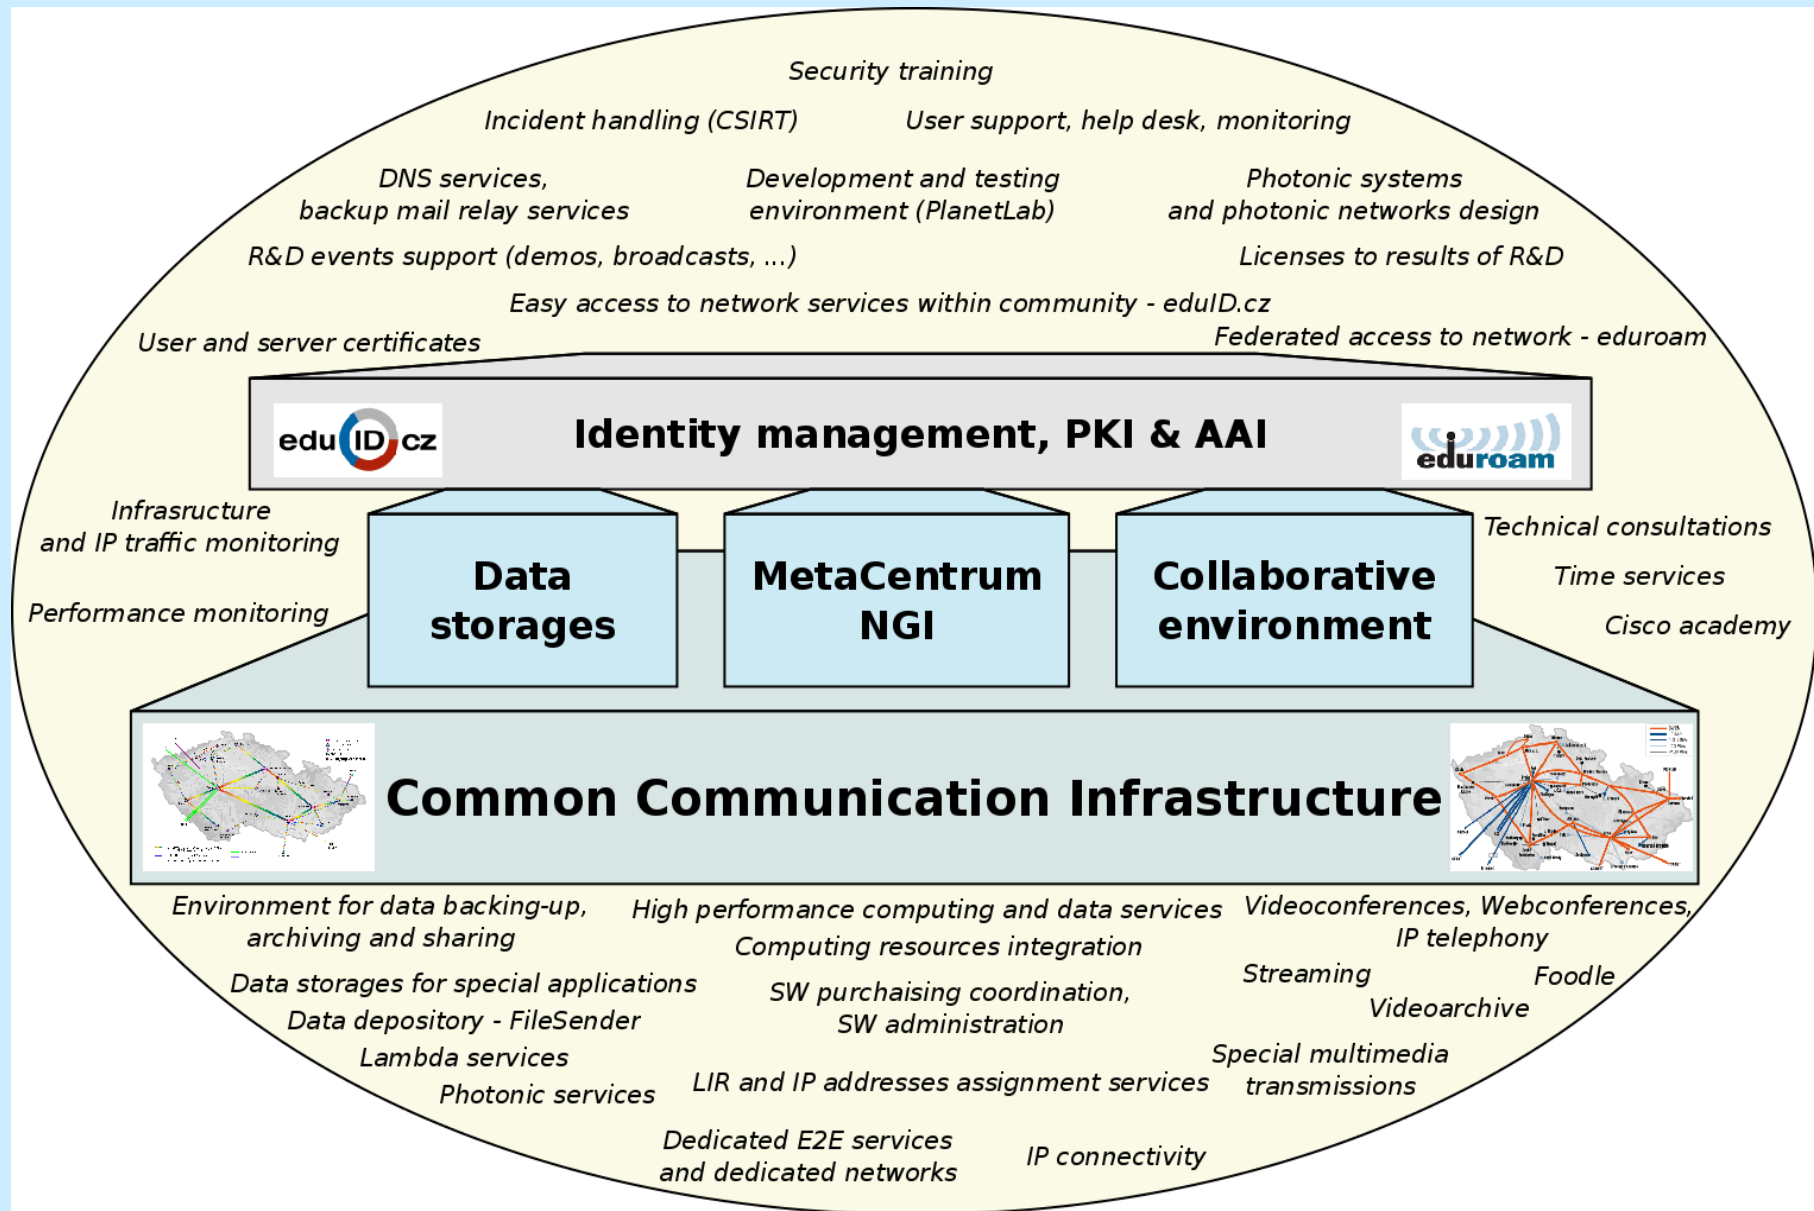 Security training
Incident handling (CSIRT)
User support, help desk, monitoring
DNS services,
backup mail relay services
Development and testing
environment (PlanetLab)
Photonic systems
and photonic networks design
R&D events support (demos, broadcasts, ...)
Licenses to results of R&D
Easy access to network services within community - eduID.cz
User and server certificates
Federated access to network - eduroam
edu ID cz
Identity management, PKI & AAI
eduroam
Infrasructure
and IP traffic monitoring
Performance monitoring
Data
storages
MetaCentrum
NGI
Collaborative
environment
Technical consultations
Time services
Cisco academy
Common Communication Infrastructure
Environment for data backing-up,
archiving and sharing
High performance computing and data services
Computing resources integration
Videoconferences, Webconferences,
IP telephony
Data storages for special applications
SW purchaising coordination,
SW administration
Streaming
Foodle
Videoarchive
Data depository - FileSender
Lambda services
Photonic services
LIR and IP addresses assignment services
Special multimedia
transmissions
Dedicated E2E services
and dedicated networks
IP connectivity